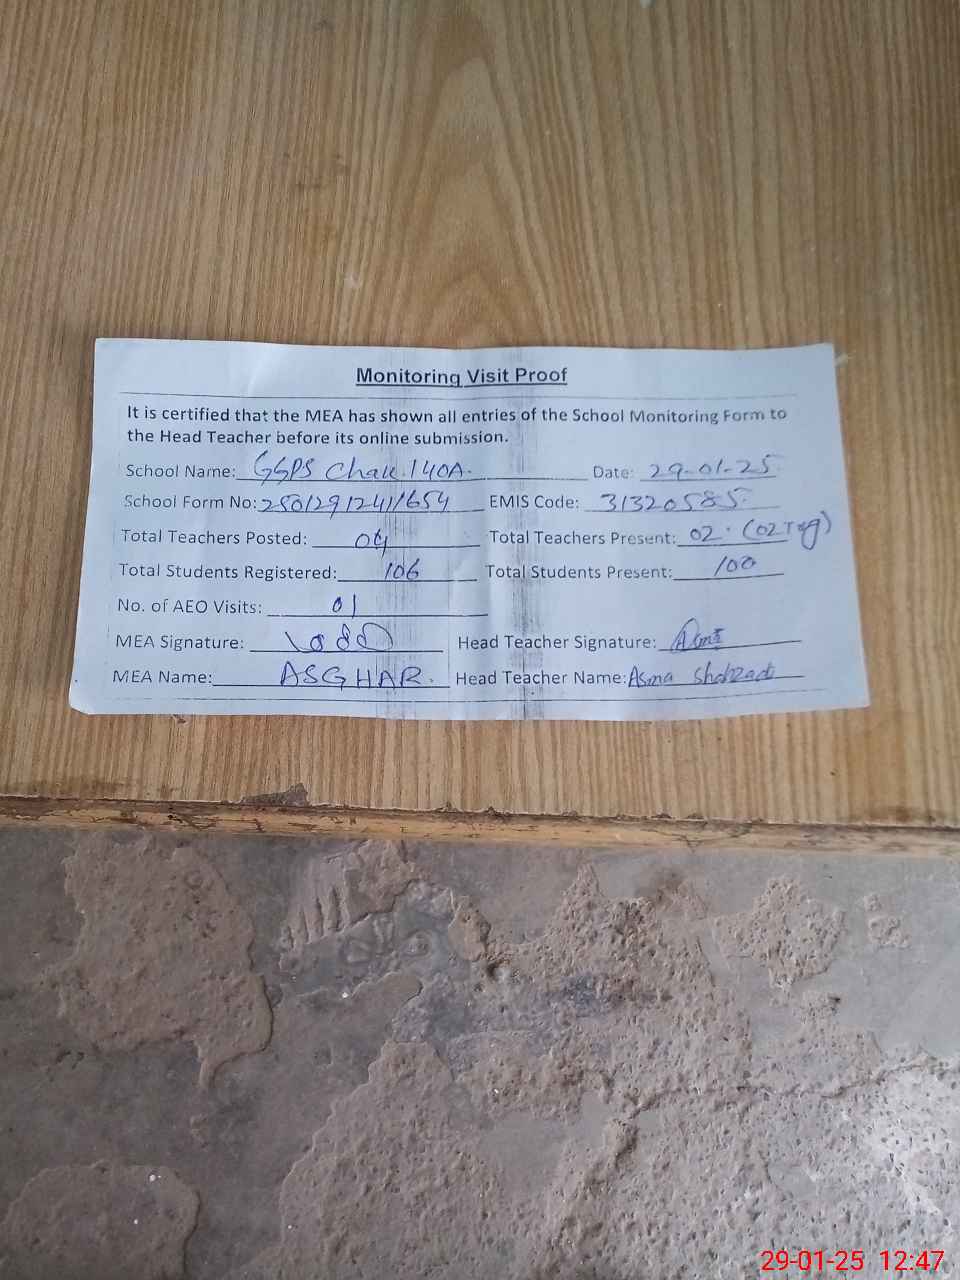 Monitoring Visit Proof
It is certified that the MEA has shown all entries of the School Monitoring Form to
the Head Teacher before its online submission.
School Name: GGPS Chak 140A. Date: 29-01-25
School Form No: EMIS Code: 31320585
Total Teachers Posted: 04 Total Teachers Present: 02 (02
Total Students Registered: 106 Total Students Present: 100
No. of AEO Visits: 01
MEA Signature: Head Teacher Signature:
MEA Name: ASGHAR. Head Teacher Name: Asma Shahzadi
29-01-25 12:47